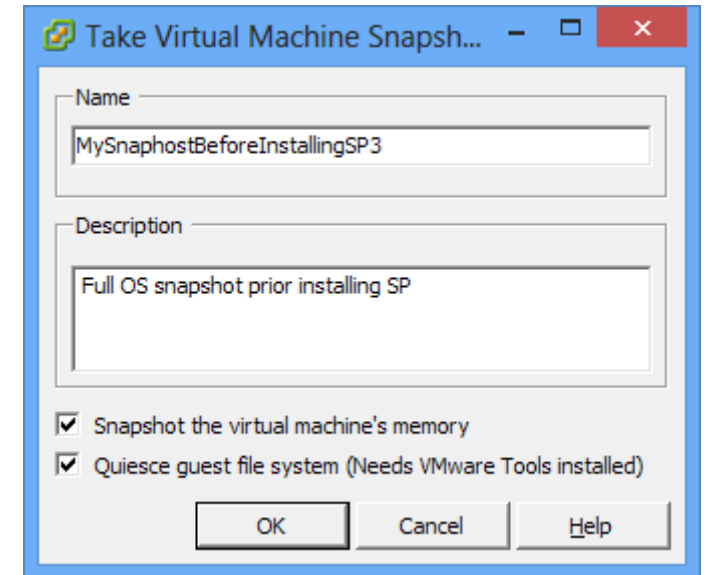 Take Virtual Machine Snapsh...
Name
MySnaphostBeforeInstallingSP3
Description
Full OS snapshot prior installing SP
Snapshot the virtual machine's memory
Quiesce guest file system (Needs VMware Tools installed)
OK Cancel Help